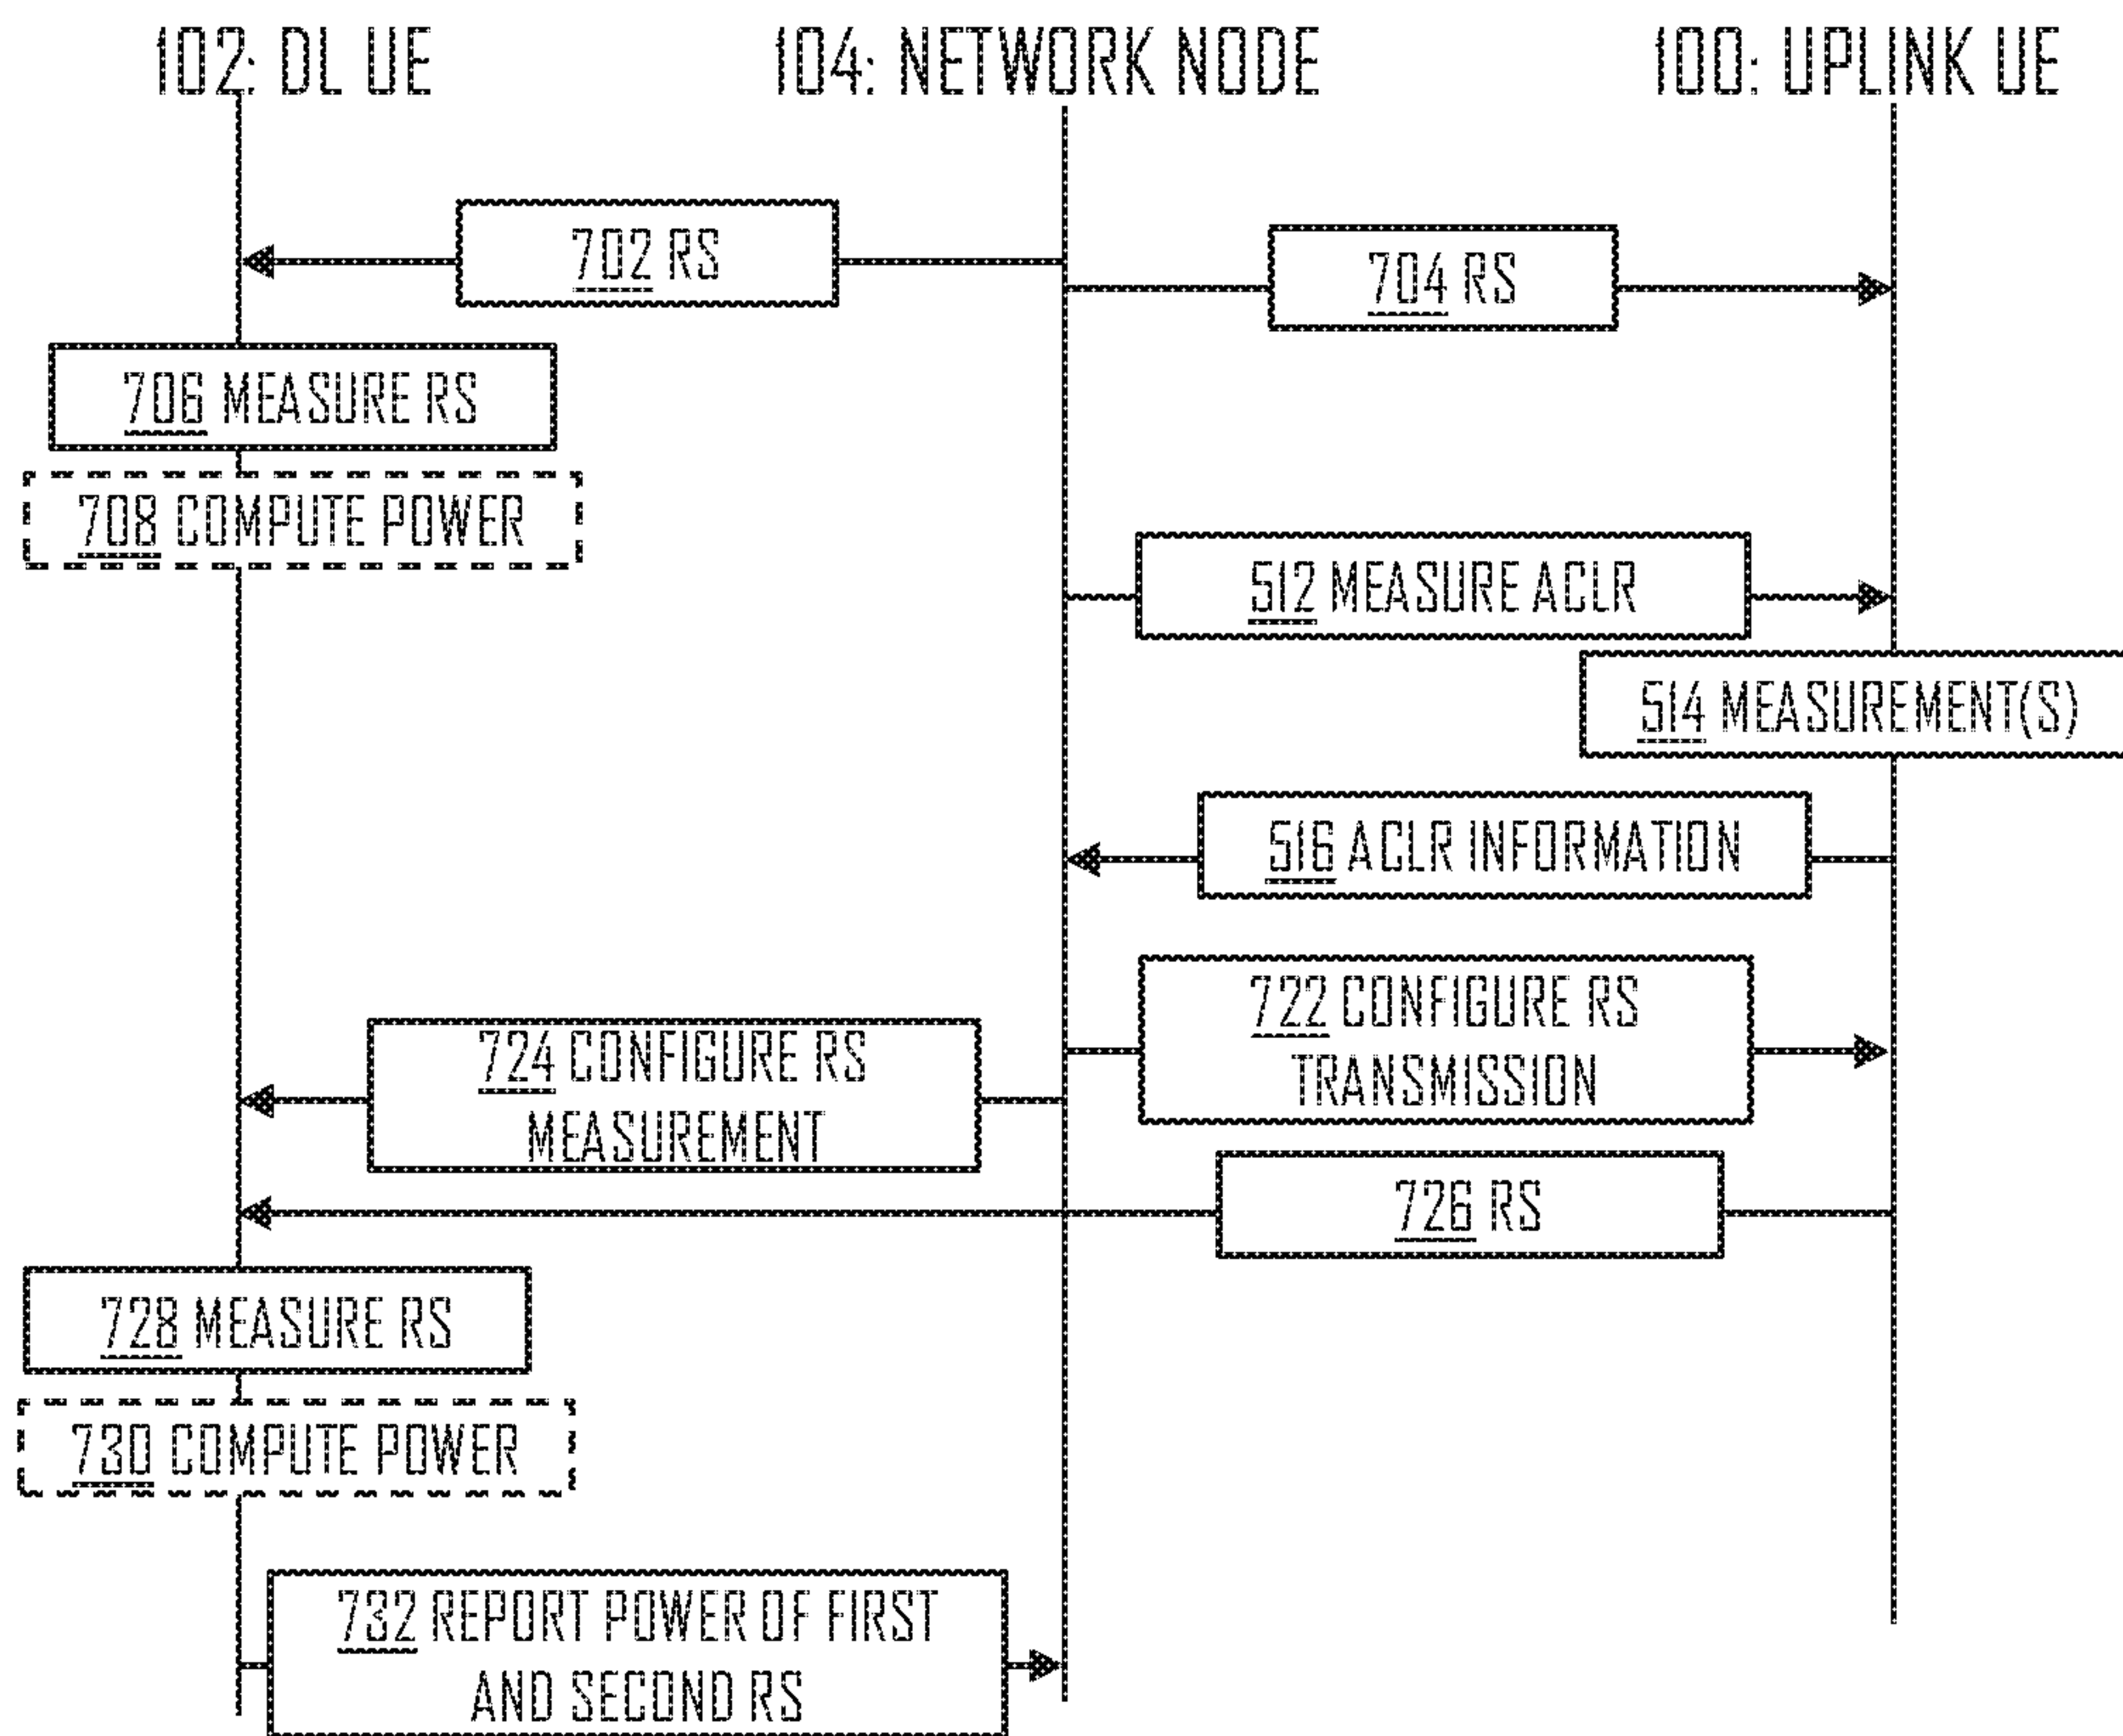 102: DL UE
104: NETWORK NODE
100: UPLINK UE
702 RS
704 RS
706 MEASURE RS
708 COMPUTE POWER
512 MEASURE ACLR
514 MEASUREMENT(S)
516 ACLR INFORMATION
722 CONFIGURE RS
TRANSMISSION
724 CONFIGURE RS
MEASUREMENT
726 RS
728 MEASURE RS
730 COMPUTE POWER
732 REPORT POWER OF FIRST
AND SECOND RS